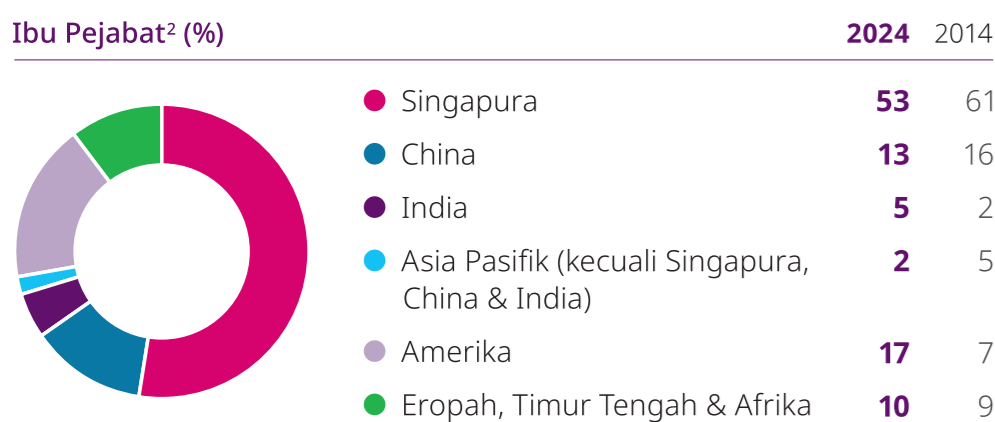 Ibu Pejabat² (%) 2024 2014
Singapura 53 61
China 13 16
India 5 2
Asia Pasifik (kecuali Singapura, 2 5
China & India)
Amerika 17 7
Eropah, Timur Tengah & Afrika 10 9